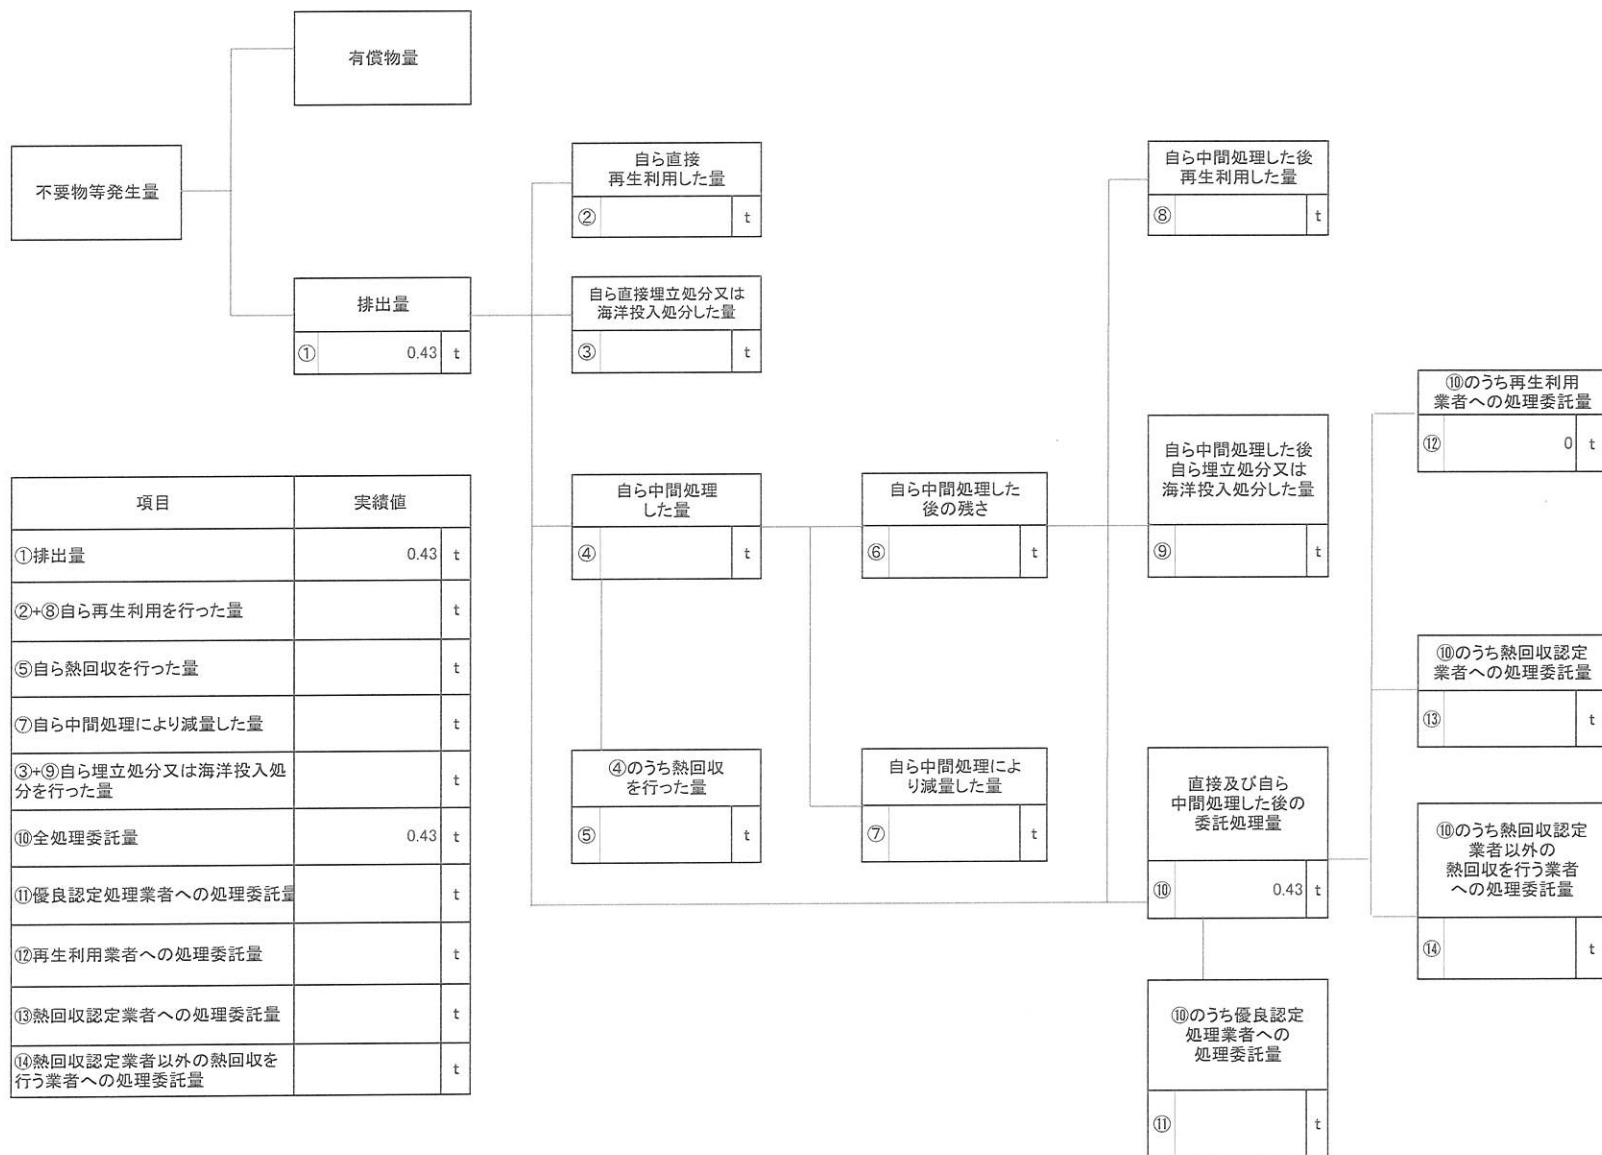 有償物量
不要物等発生量
排出量
① 0.43 t
自ら直接
再生利用した量
② t
自ら直接埋立処分又は
海洋投入処分した量
③ t
自ら中間処理
した量
④ t
④のうち熱回収
を行った量
⑤ t
自ら中間処理した
後の残さ
⑥ t
自ら中間処理によ
り減量した量
⑦ t
自ら中間処理した後
再生利用した量
⑧ t
自ら中間処理した後
自ら埋立処分又は
海洋投入処分した量
⑨ t
直接及び自ら
中間処理した後の
委託処理量
⑩ 0.43 t
⑩のうち優良認定
処理業者への
処理委託量
⑪ t
⑩のうち再生利用
業者への処理委託量
⑫ 0 t
⑩のうち熱回収認定
業者への処理委託量
⑬ t
⑩のうち熱回収認定
業者以外の
熱回収を行う業者
への処理委託量
⑭ t
項目 実績値
①排出量 0.43 t
②+⑧自ら再生利用を行った量 t
⑤自ら熱回収を行った量 t
⑦自ら中間処理により減量した量 t
③+⑨自ら埋立処分又は海洋投入処
分を行った量 t
⑩全処理委託量 0.43 t
⑪優良認定処理業者への処理委託量 t
⑫再生利用業者への処理委託量 t
⑬熱回収認定業者への処理委託量 t
⑭熱回収認定業者以外の熱回収を
行う業者への処理委託量 t